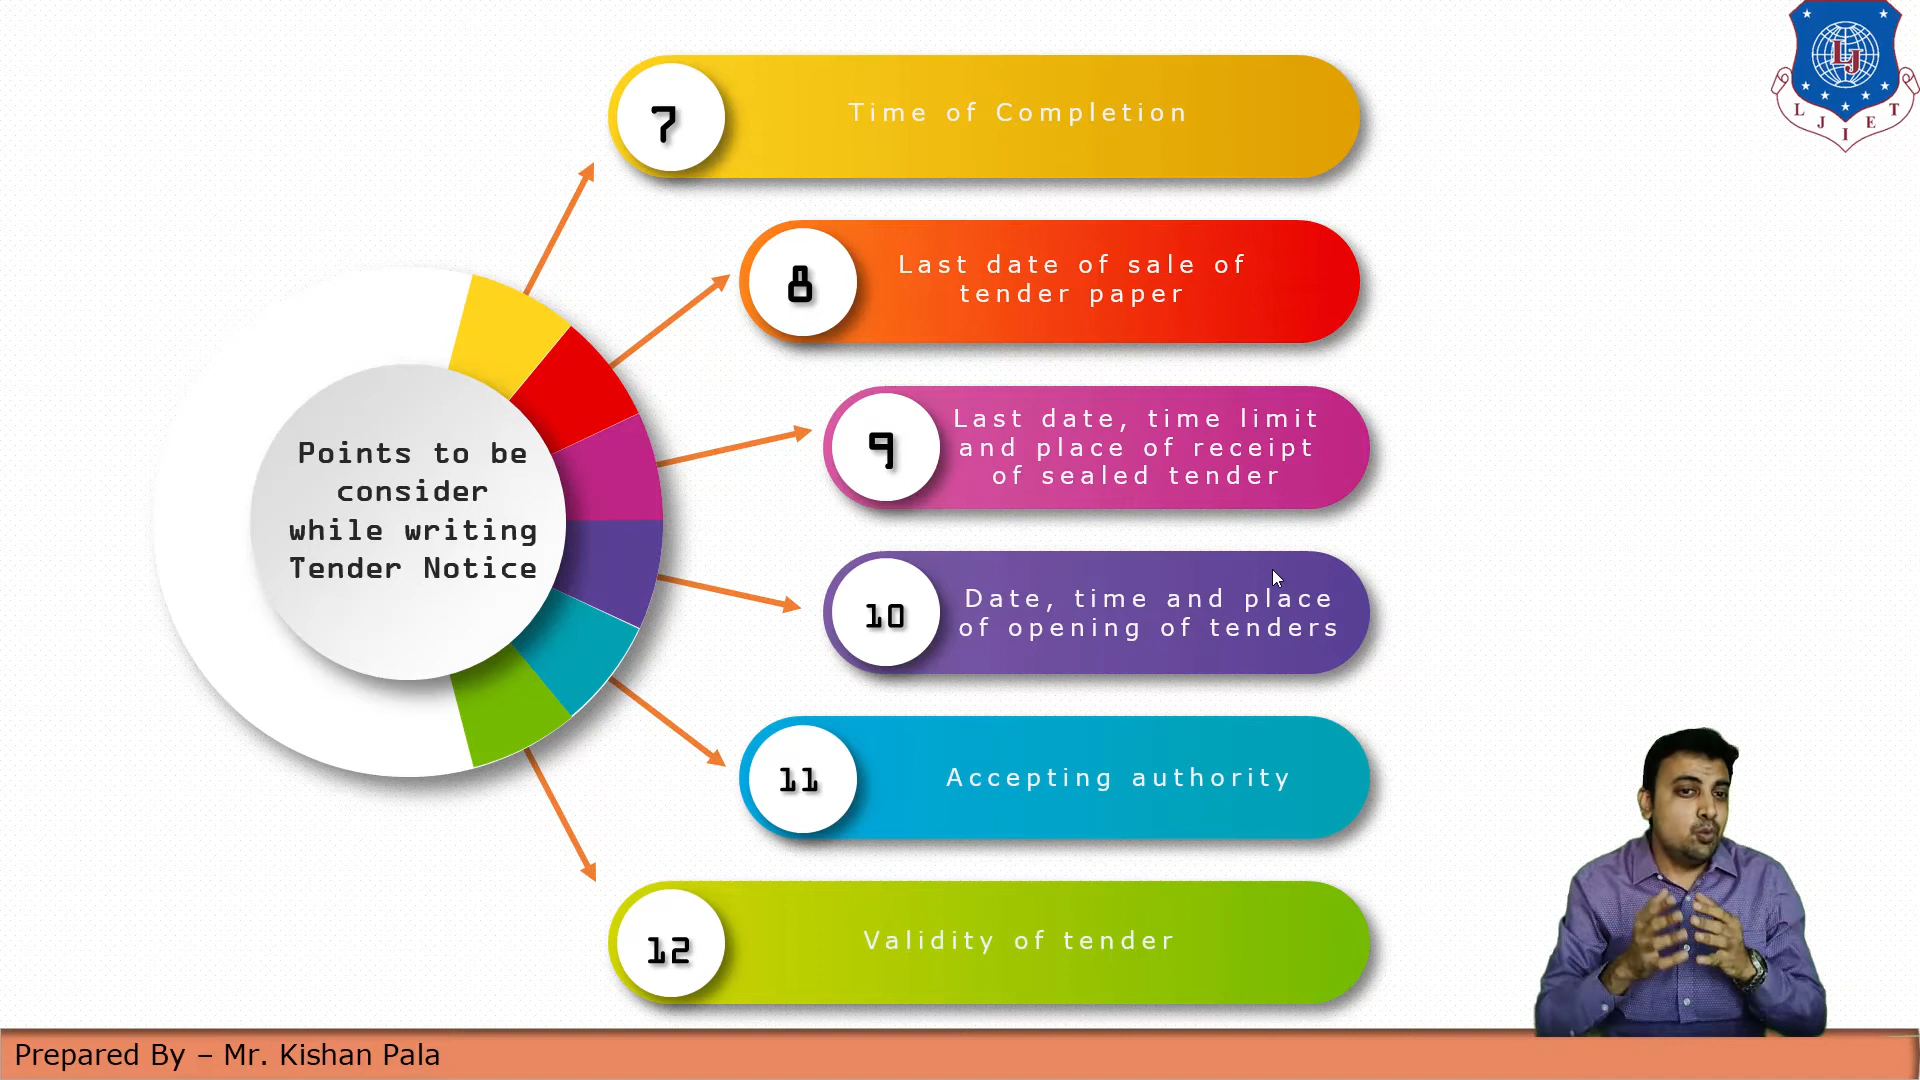 7
Time of Completion
8
Last date of sale of
tender paper
9
Last date, time limit
and place of receipt
of sealed tender
Points to be
consider
while writing
Tender Notice
10
Date, time and place
of opening of tenders
11
Accepting authority
12
Validity of tender
LJ
L J I E T
Prepared By – Mr. Kishan Pala